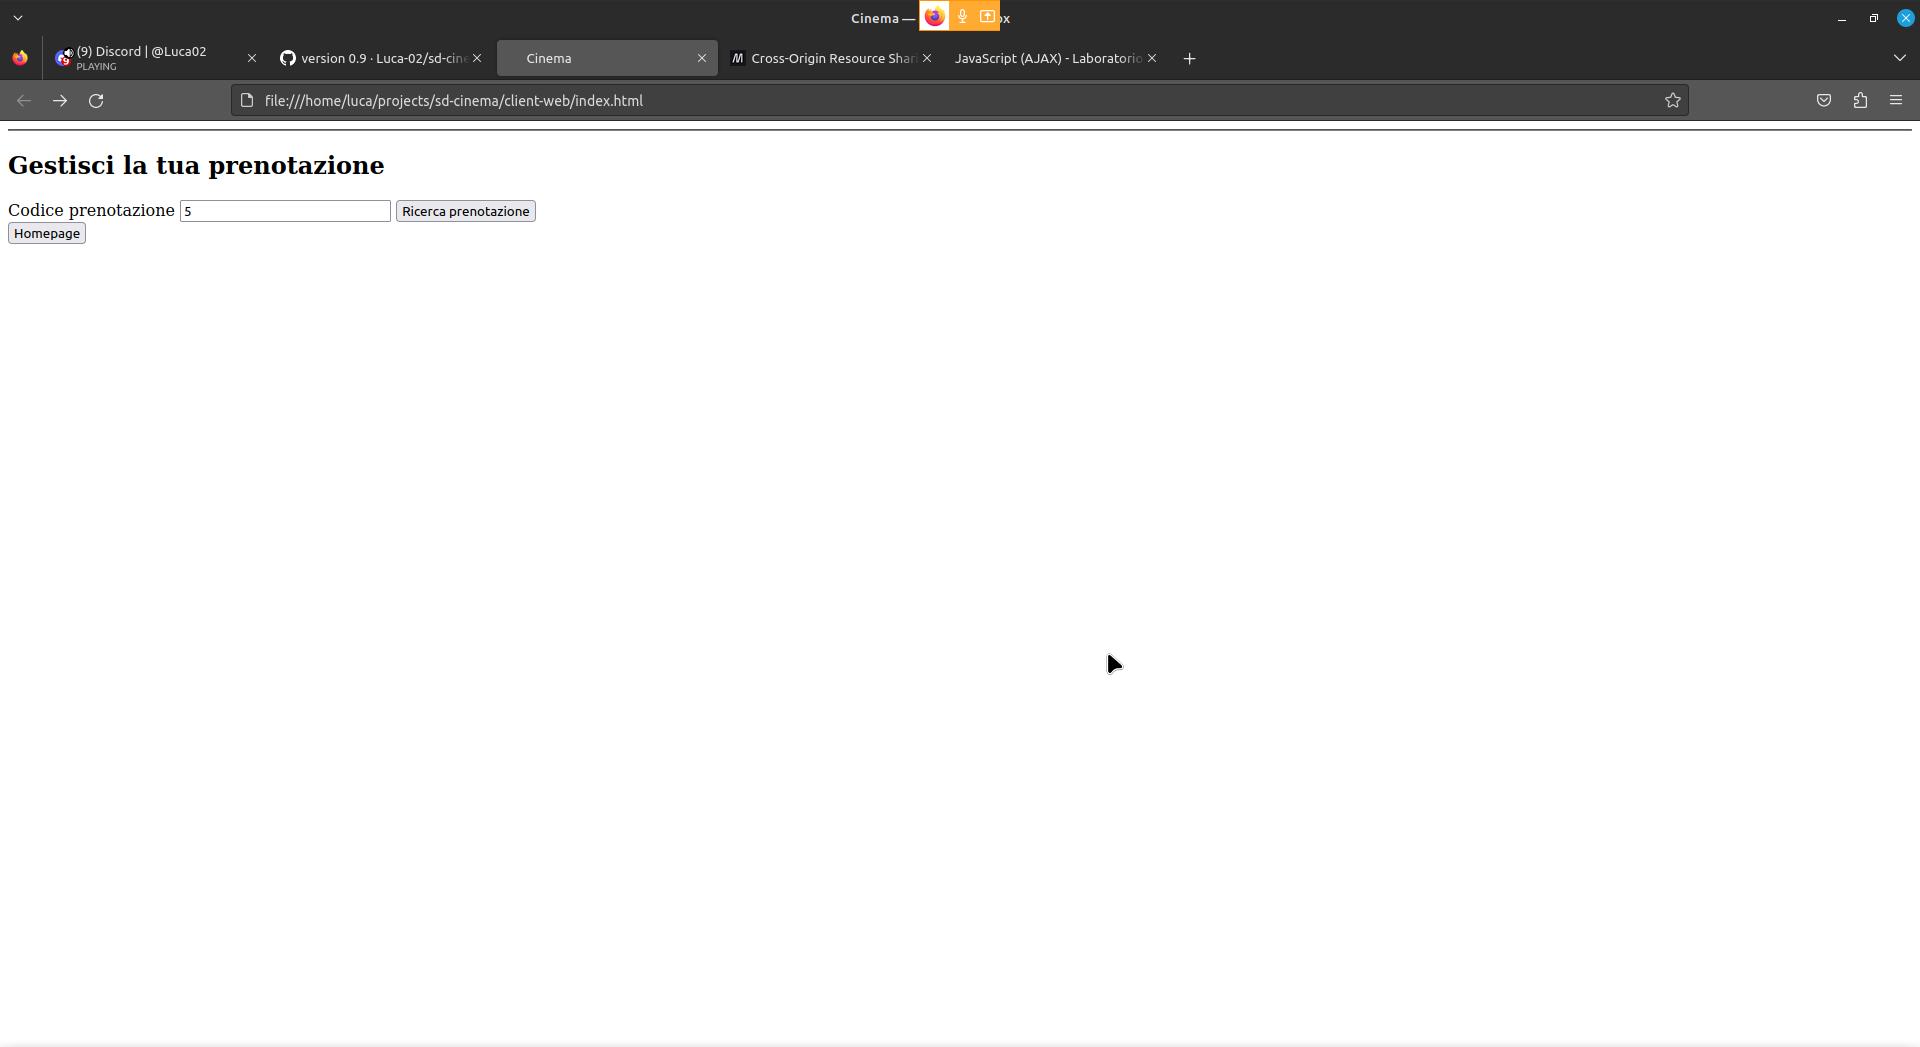 Cinema — ox
(9) Discord | @Luca02
PLAYING
version 0.9 · Luca-02/sd-cine
Cinema
Cross-Origin Resource Shar
JavaScript (AJAX) - Laboratorio
file:///home/luca/projects/sd-cinema/client-web/index.html
Gestisci la tua prenotazione
Codice prenotazione 5 Ricerca prenotazione
Homepage